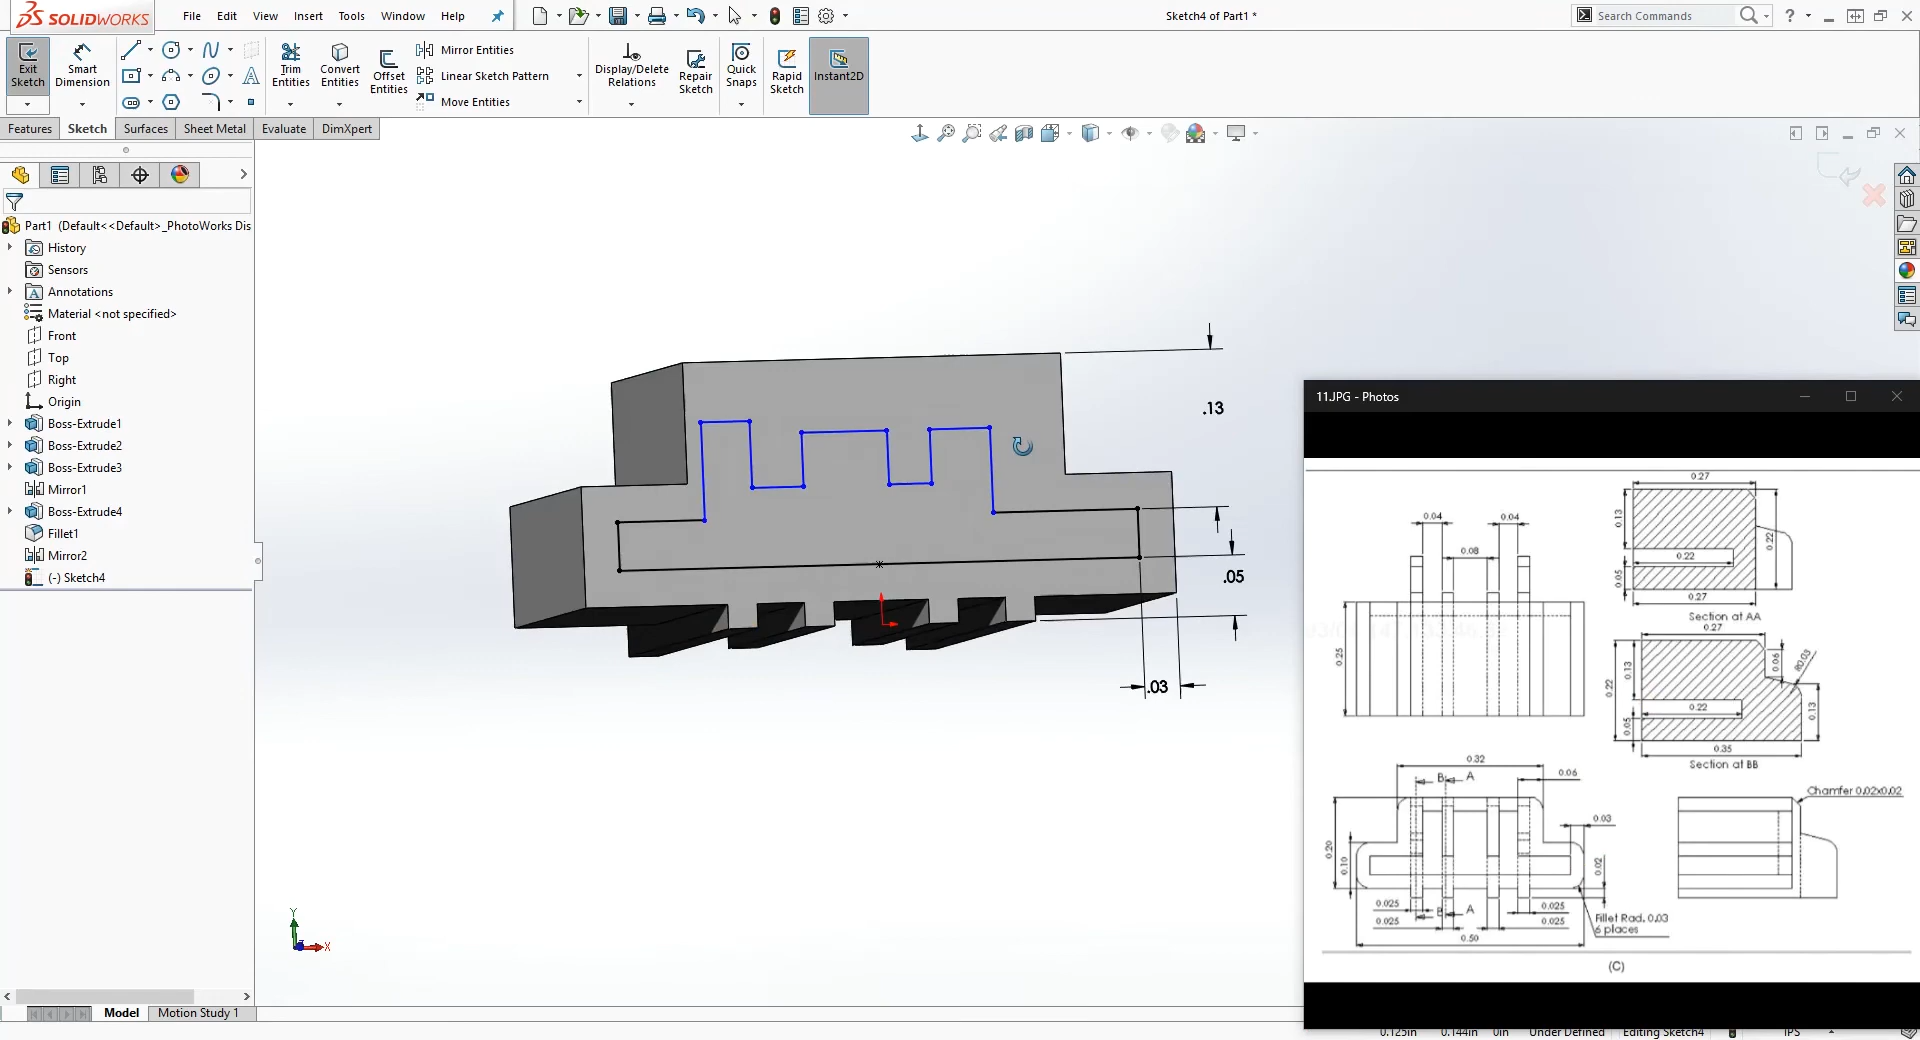 SOLIDWORKS
File Edit View Insert Tools Window Help
Sketch4 of Part1 *
Search Commands
Exit Sketch
Smart Dimension
Trim Entities
Convert Entities
Offset Entities
Mirror Entities
Linear Sketch Pattern
Move Entities
Display/Delete Relations
Repair Sketch
Quick Snaps
Rapid Sketch
Instant2D
Features Sketch Surfaces Sheet Metal Evaluate DimXpert
Part1 (Default<<Default>_PhotoWorks Dis
History
Sensors
Annotations
Material <not specified>
Front
Top
Right
Origin
Boss-Extrude1
Boss-Extrude2
Boss-Extrude3
Mirror1
Boss-Extrude4
Fillet1
Mirror2
(-) Sketch4
.13
.05
.03
Y
X
11.JPG - Photos
0.27
0.04 0.04
0.13
0.22
0.08
0.22
0.05
0.27
Section at AA
0.27
0.25
0.06
R0.03
0.13
0.22
0.22
0.13
0.05
0.35
Section at BB
0.32
B A
0.06
Chamfer 0.02x0.02
0.03
0.20
0.10
0.02
0.025
0.025
B A
0.025
0.025
0.50
Fillet Rad. 0.03
6 places
(C)
Model Motion Study 1
0.125in 0.144in 0in Under Defined Editing Sketch4 IPS